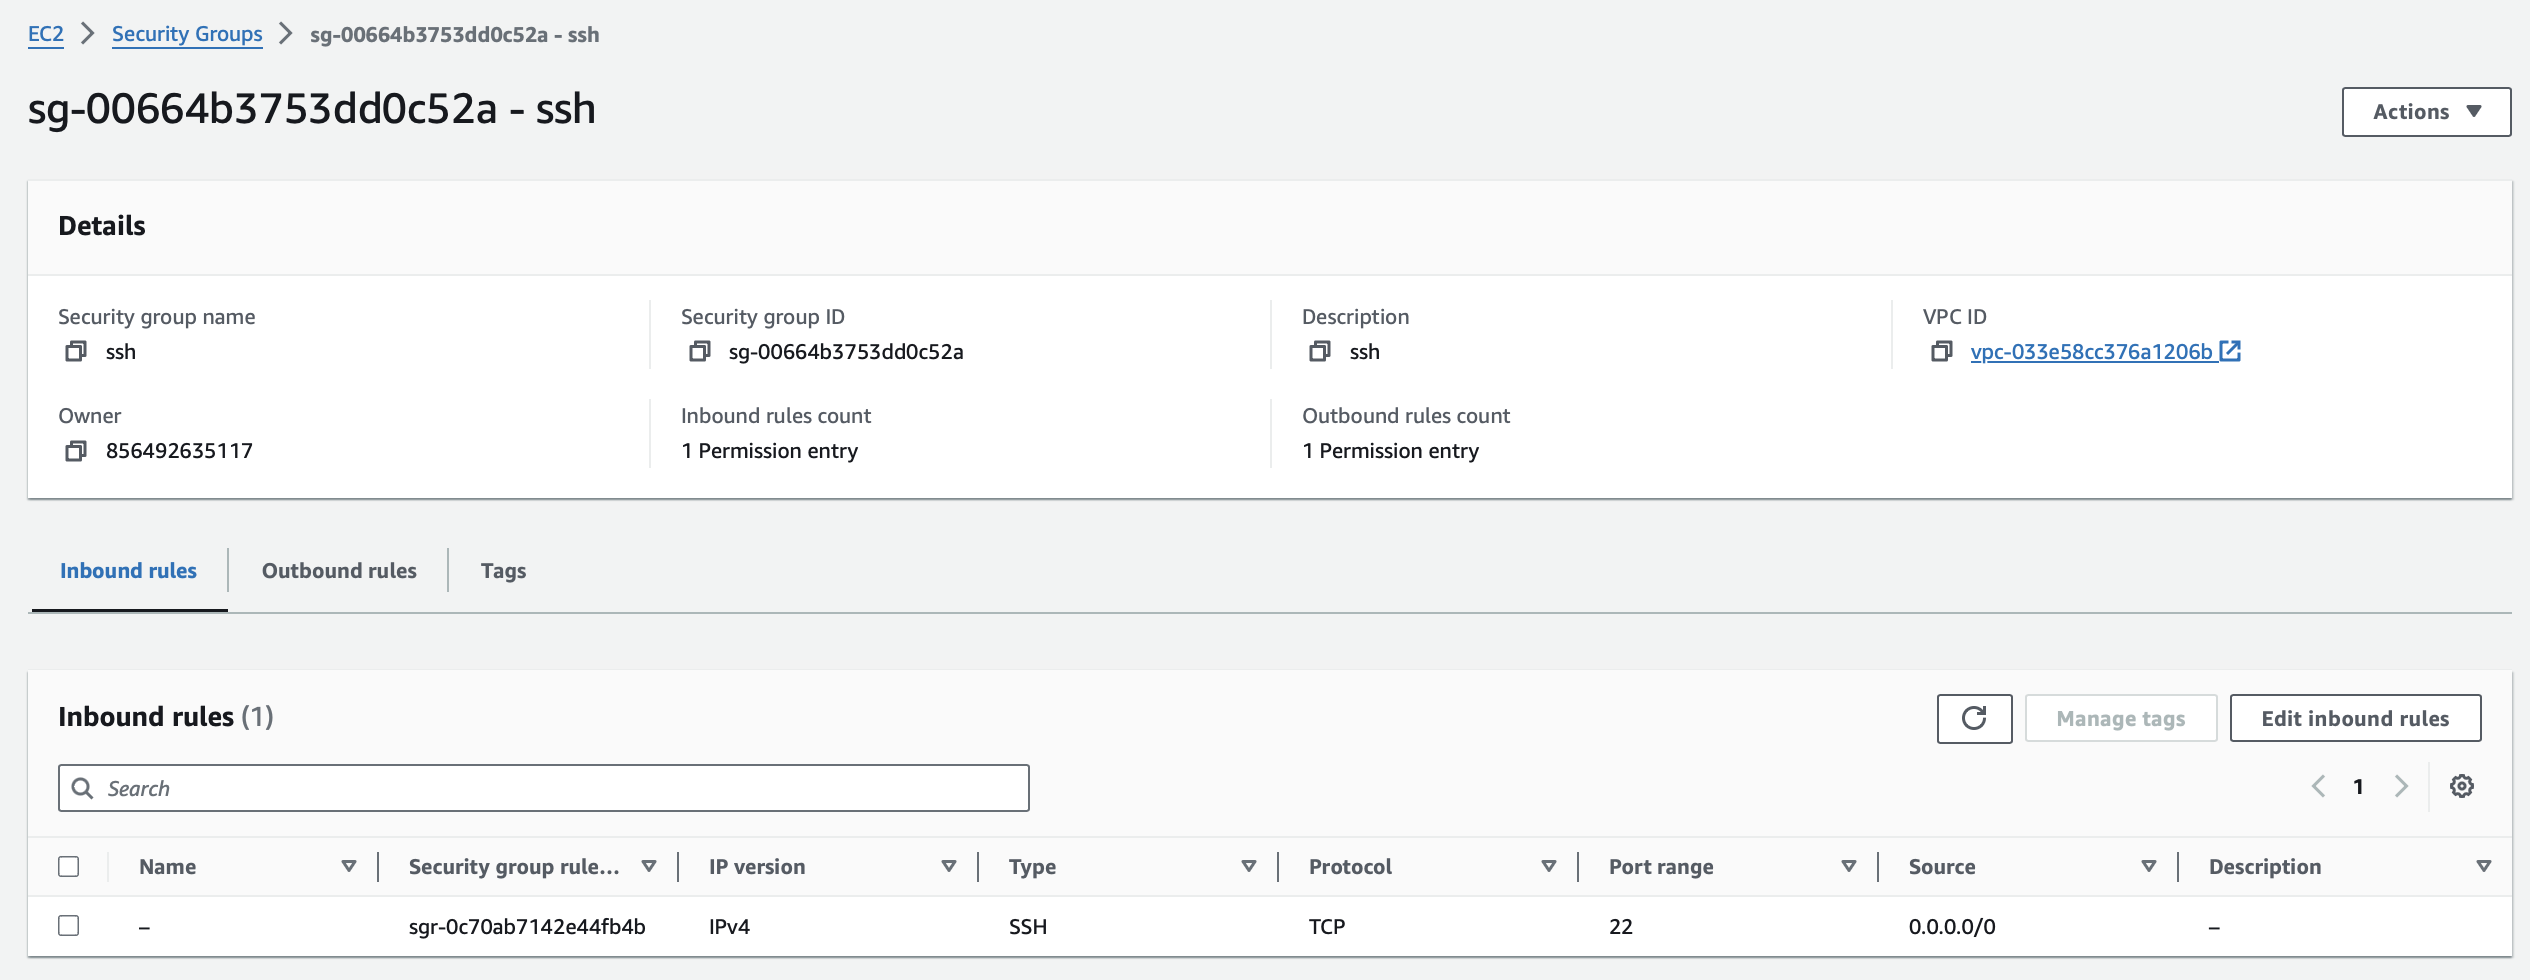 EC2 > Security Groups > sg-00664b3753dd0c52a - ssh
sg-00664b3753dd0c52a - ssh
Actions
Details
Security group name
ssh
Security group ID
sg-00664b3753dd0c52a
Description
ssh
VPC ID
vpc-033e58cc376a1206b
Owner
856492635117
Inbound rules count
1 Permission entry
Outbound rules count
1 Permission entry
Inbound rules Outbound rules Tags
Inbound rules (1)
Manage tags Edit inbound rules
Search
1
Name Security group rule... IP version Type Protocol Port range Source Description
– sgr-0c70ab7142e44fb4b IPv4 SSH TCP 22 0.0.0.0/0 –